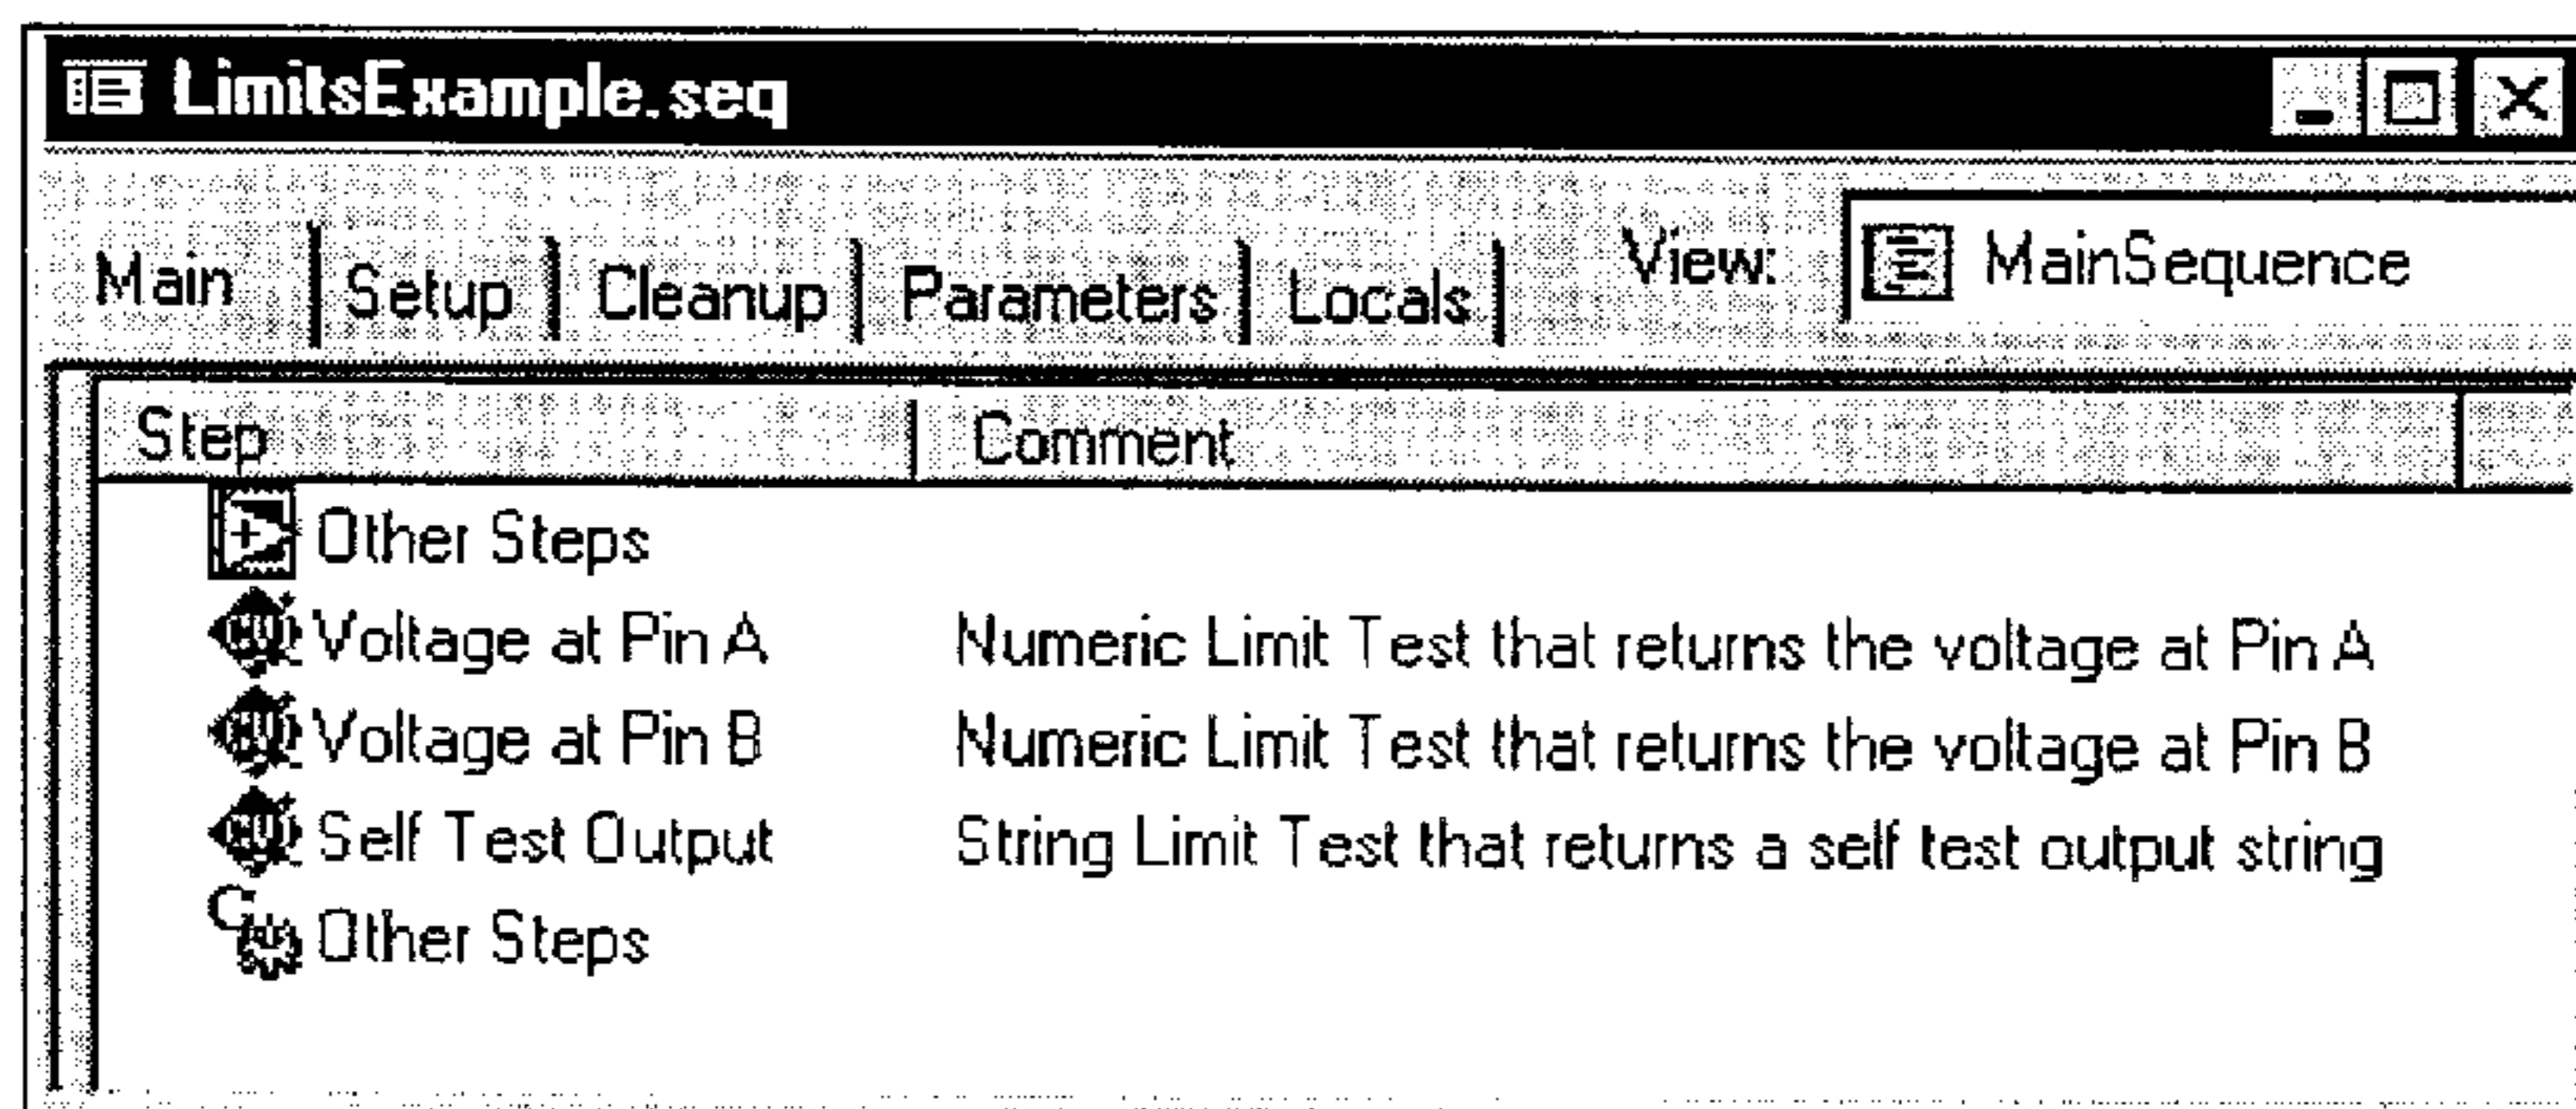 LimitsExample.seq
Main Setup Cleanup Parameters Locals View: MainSequence
Step Comment
Other Steps
Voltage at Pin A Numeric Limit Test that returns the voltage at Pin A
Voltage at Pin B Numeric Limit Test that returns the voltage at Pin B
Self Test Output String Limit Test that returns a self test output string
Other Steps